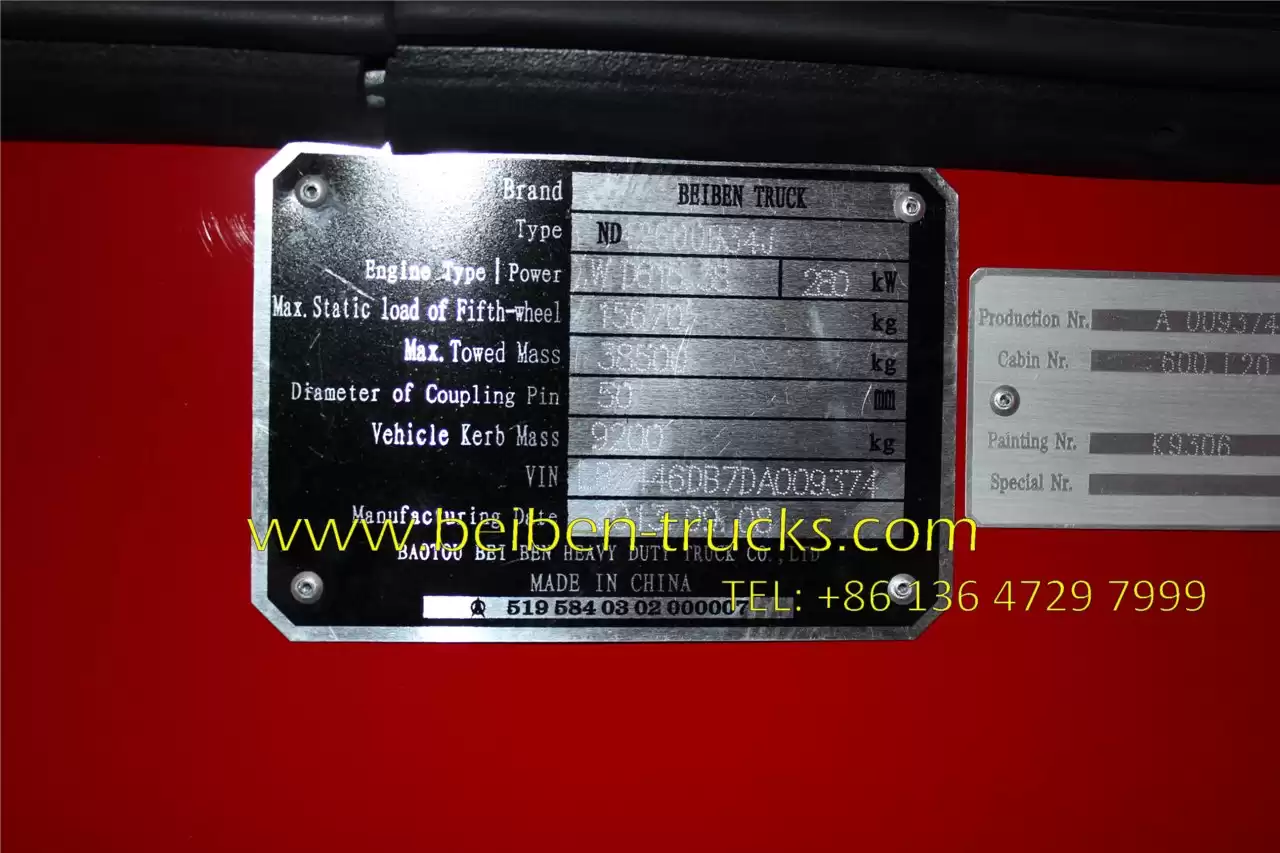 Brand BEIBEN TRUCK
Type ND
Engine Type | Power 280 kW
Max. Static load of Fifth-wheel 15670 kg
Max. Towed Mass 38500 kg
Diameter of Coupling Pin 50 mm
Vehicle Kerb Mass 9200 kg
VIN
Manufacturing Date
www.beiben-trucks.com
BAOTOU BEI BEN HEAVY DUTY TRUCK CO.,LTD
MADE IN CHINA
519 584 03 02 000007
TEL: +86 136 4729 7999
Production Nr. A 009374
Cabin Nr.
Painting Nr. K9306
Special Nr.